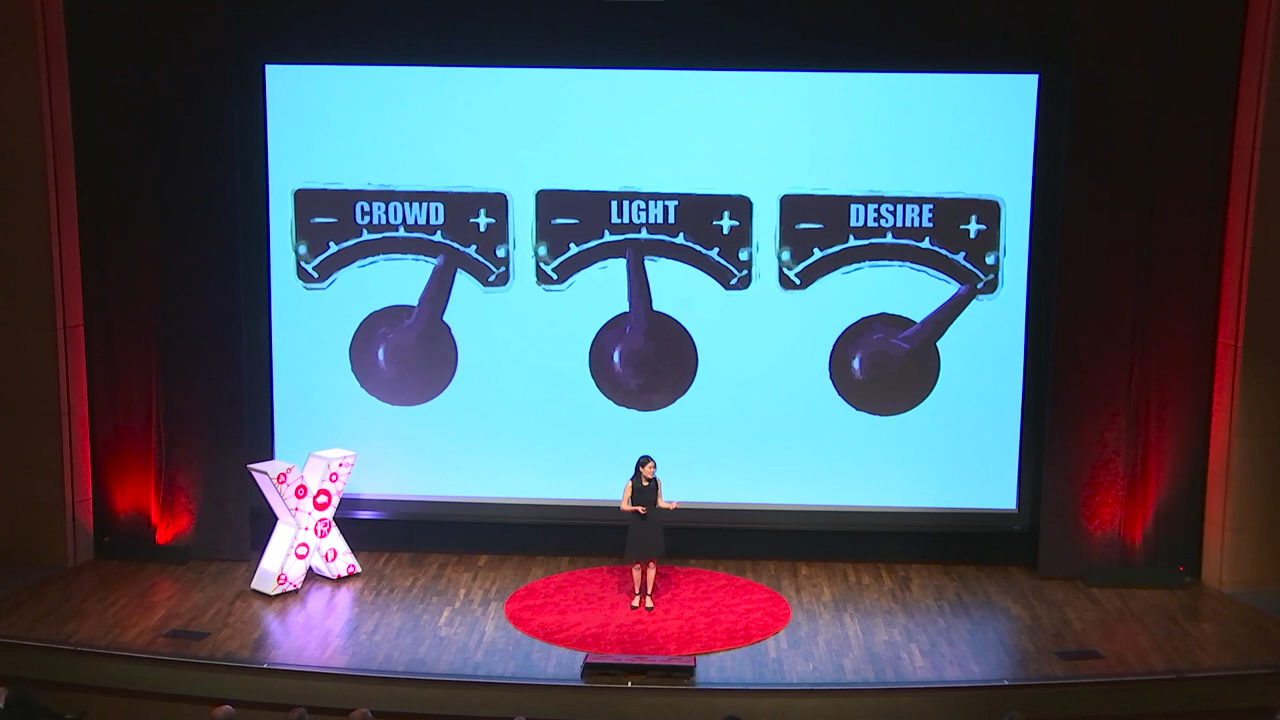 CROWD
− +
LIGHT
− +
DESIRE
− +
X